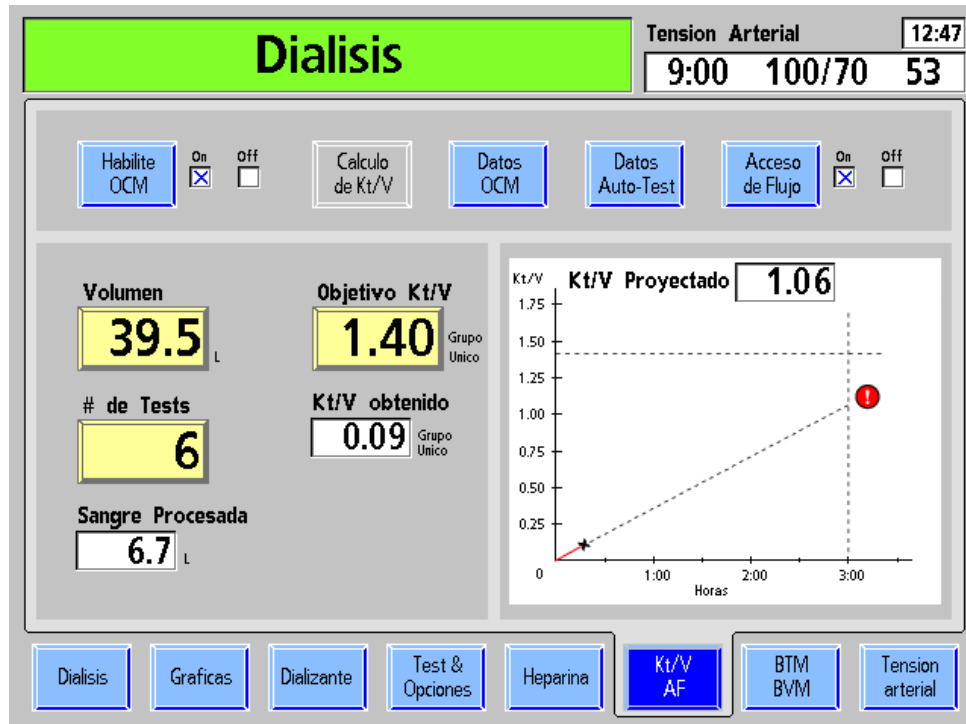 Dialisis
Tension Arterial
12:47
9:00 100/70 53
Habilite
OCM
On
Off
Calculo
de Kt/V
Datos
OCM
Datos
Auto-Test
Acceso
de Flujo
On
Off
Volumen
39.5
L
Objetivo Kt/V
1.40
Grupo
Unico
# de Tests
6
Kt/V obtenido
0.09
Grupo
Unico
Sangre Procesada
6.7
L
Kt/V
Kt/V Proyectado
1.06
1.75
1.50
1.25
1.00
0.75
0.50
0.25
0
1:00
2:00
3:00
Horas
!
Dialisis
Graficas
Dializante
Test &
Opciones
Heparina
Kt/V
AF
BTM
BVM
Tension
arterial